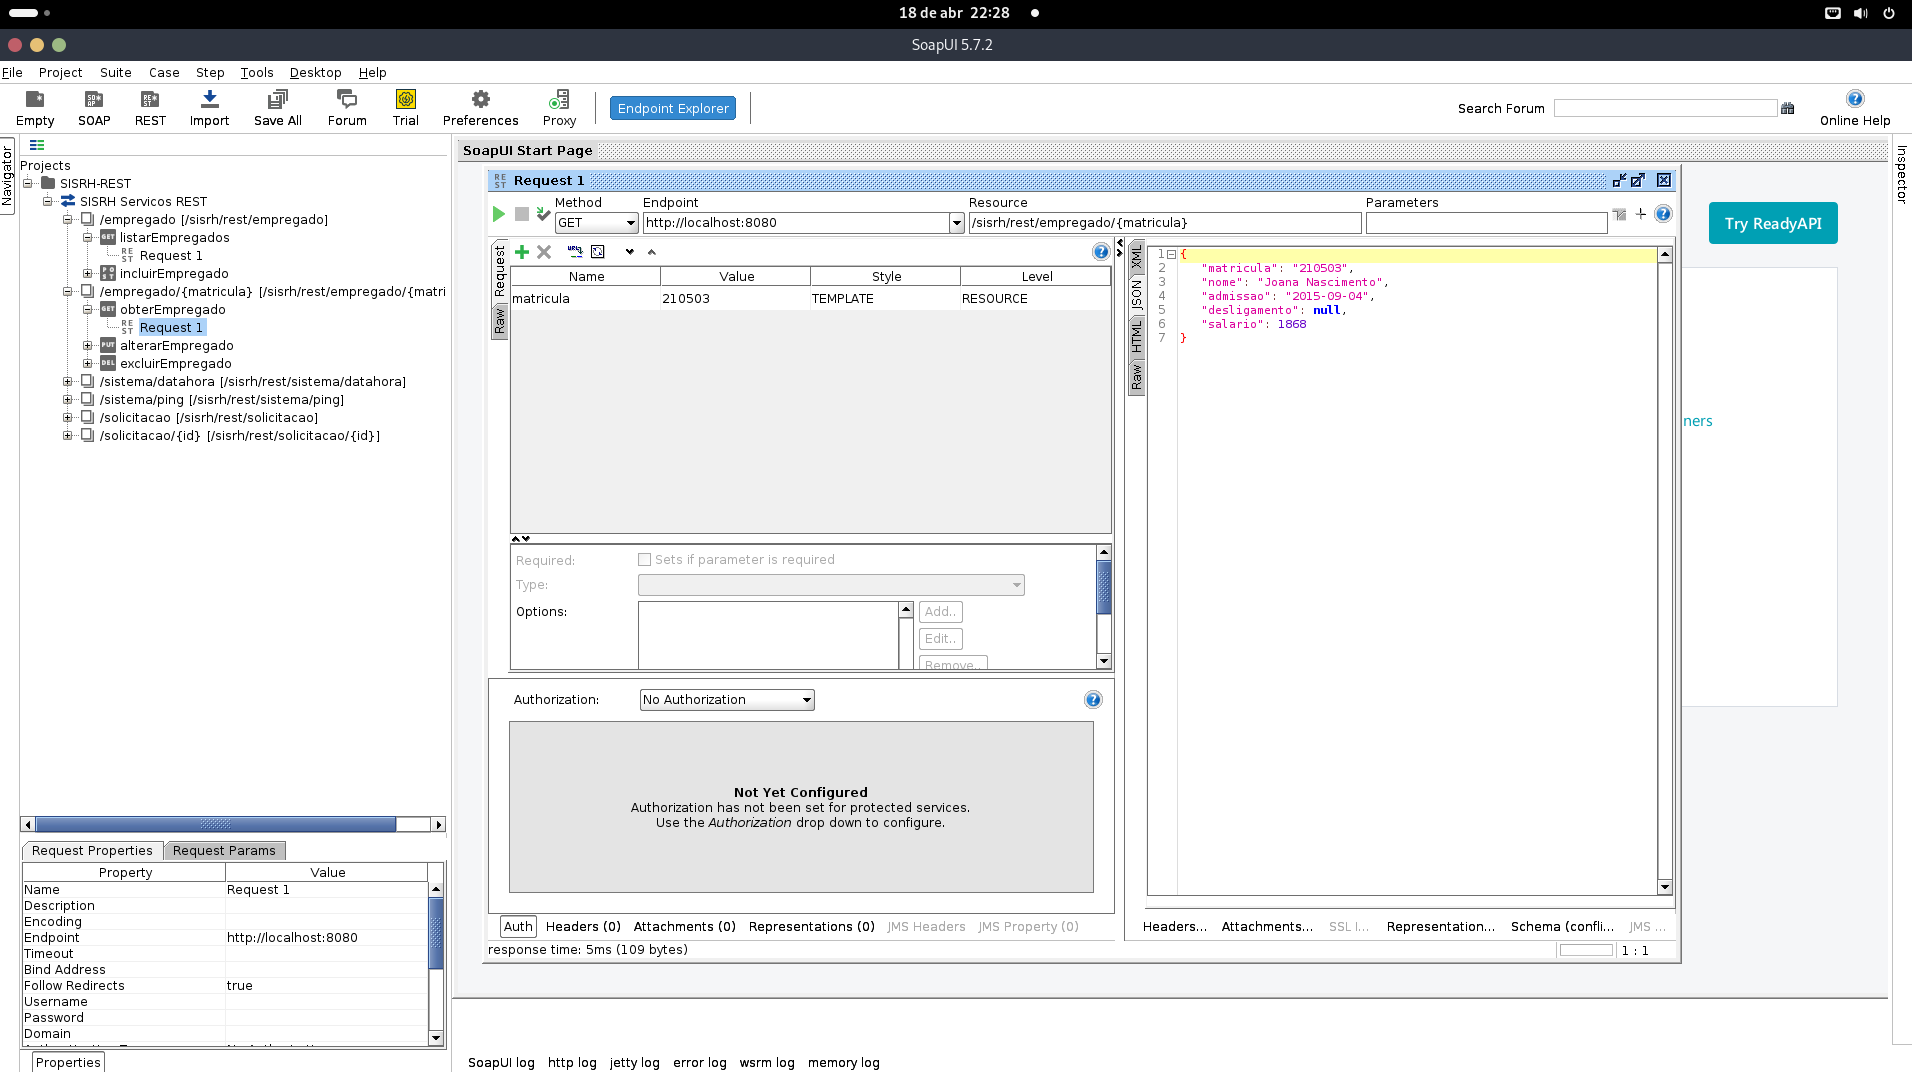 18 de abr 22:28
SoapUI 5.7.2
File Project Suite Case Step Tools Desktop Help
Empty SOAP REST Import Save All Forum Trial Preferences Proxy Endpoint Explorer Search Forum Online Help
Navigator
Projects
SISRH-REST
SISRH Servicos REST
/empregado [/sisrh/rest/empregado]
GET listarEmpregados
REST Request 1
POST incluirEmpregado
/empregado/{matricula} [/sisrh/rest/empregado/{matri
GET obterEmpregado
REST Request 1
PUT alterarEmpregado
DEL excluirEmpregado
/sistema/datahora [/sisrh/rest/sistema/datahora]
/sistema/ping [/sisrh/rest/sistema/ping]
/solicitacao [/sisrh/rest/solicitacao]
/solicitacao/{id} [/sisrh/rest/solicitacao/{id}]
Request Properties Request Params
Property Value
Name Request 1
Description
Encoding
Endpoint http://localhost:8080
Timeout
Bind Address
Follow Redirects true
Username
Password
Domain
Properties
SoapUI Start Page
REST Request 1
Method Endpoint Resource Parameters
GET http://localhost:8080 /sisrh/rest/empregado/{matricula}
Request
Raw
Name Value Style Level
matricula 210503 TEMPLATE RESOURCE
Required: Sets if parameter is required
Type:
Options: Add..
Edit..
Remove..
Authorization: No Authorization
Not Yet Configured
Authorization has not been set for protected services.
Use the Authorization drop down to configure.
Auth Headers (0) Attachments (0) Representations (0) JMS Headers JMS Property (0)
response time: 5ms (109 bytes)
XML
JSON
HTML
Raw
1 {
2 "matricula": "210503",
3 "nome": "Joana Nascimento",
4 "admissao": "2015-09-04",
5 "desligamento": null,
6 "salario": 1868
7 }
Headers... Attachments... SSL I... Representation... Schema (confli... JMS ...
1 : 1
Try ReadyAPI
ners
Inspector
SoapUI log http log jetty log error log wsrm log memory log